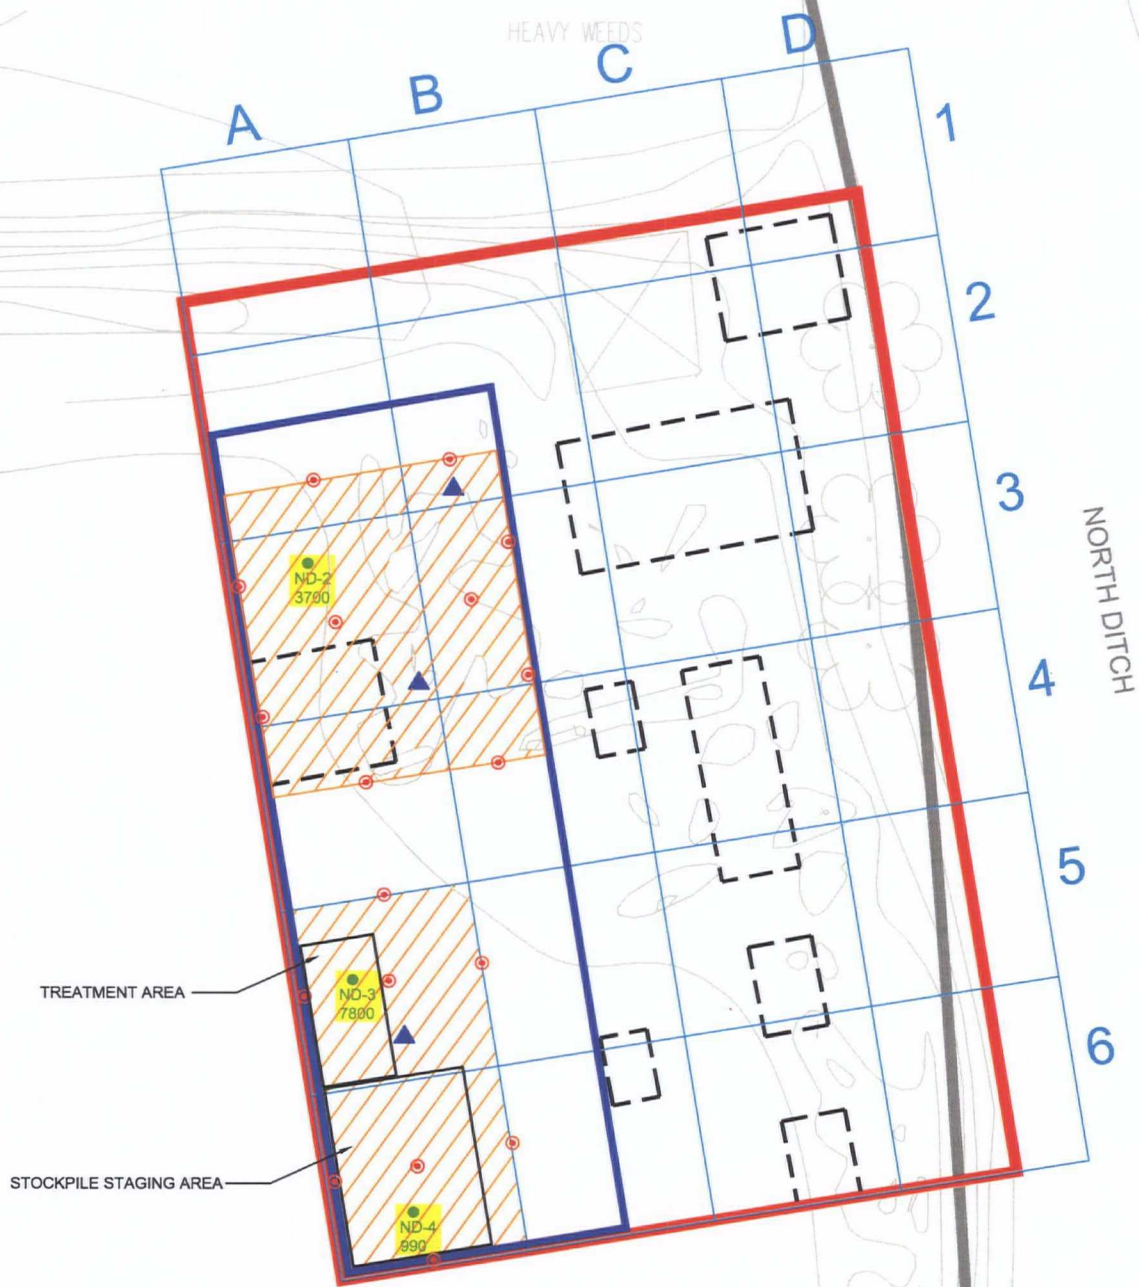 HEAVY WEEDS
A B C D
1
2
3
4
5
6
NORTH DITCH
ND-2
3700
TREATMENT AREA
ND-3
7800
STOCKPILE STAGING AREA
ND-4
990